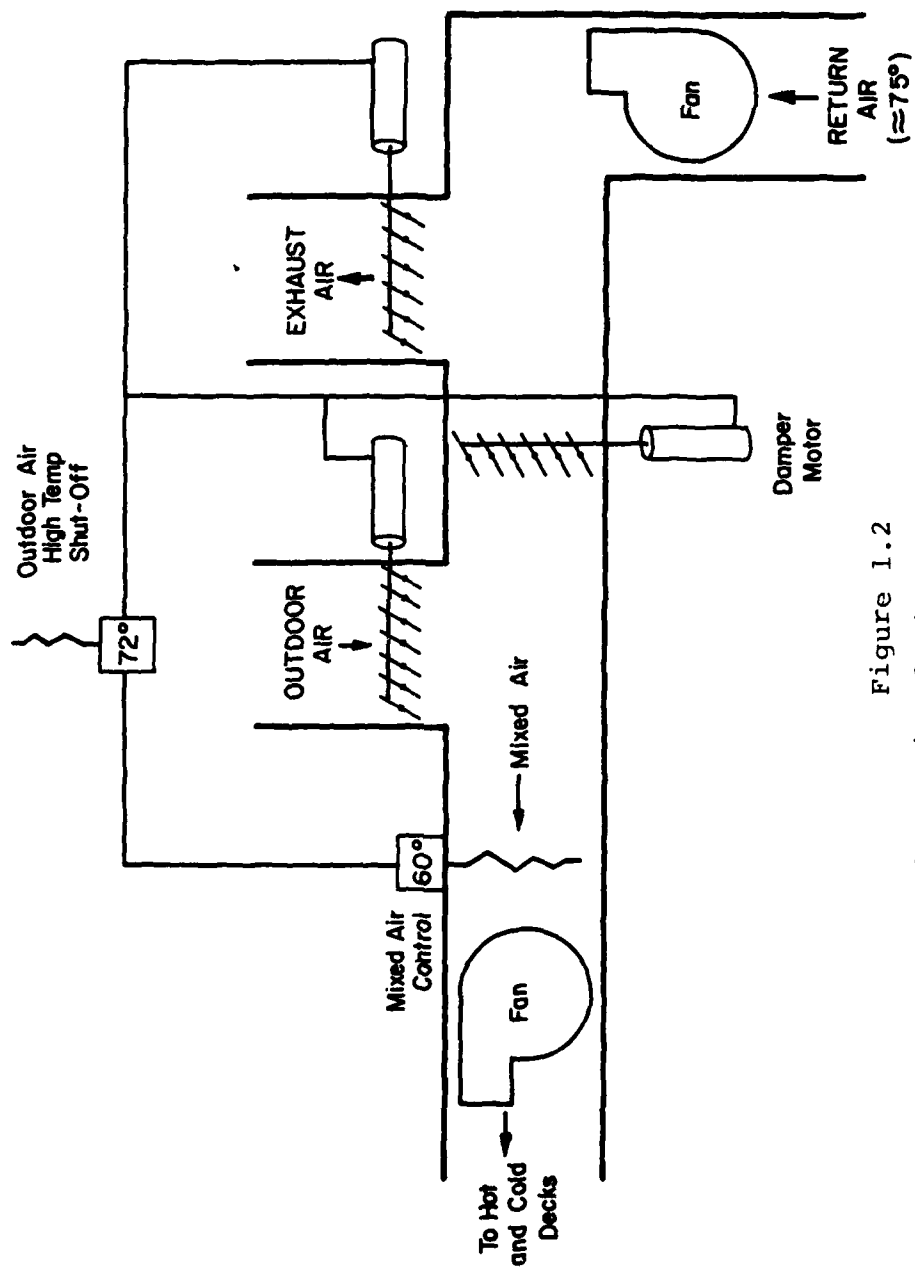 Outdoor Air
High Temp
Shut-Off
72°
OUTDOOR
AIR
EXHAUST
AIR
Mixed Air
Control
60°
Mixed Air
Fan
To Hot
and Cold
Decks
Damper
Motor
Fan
RETURN
AIR
(≈75°)
Figure 1.2